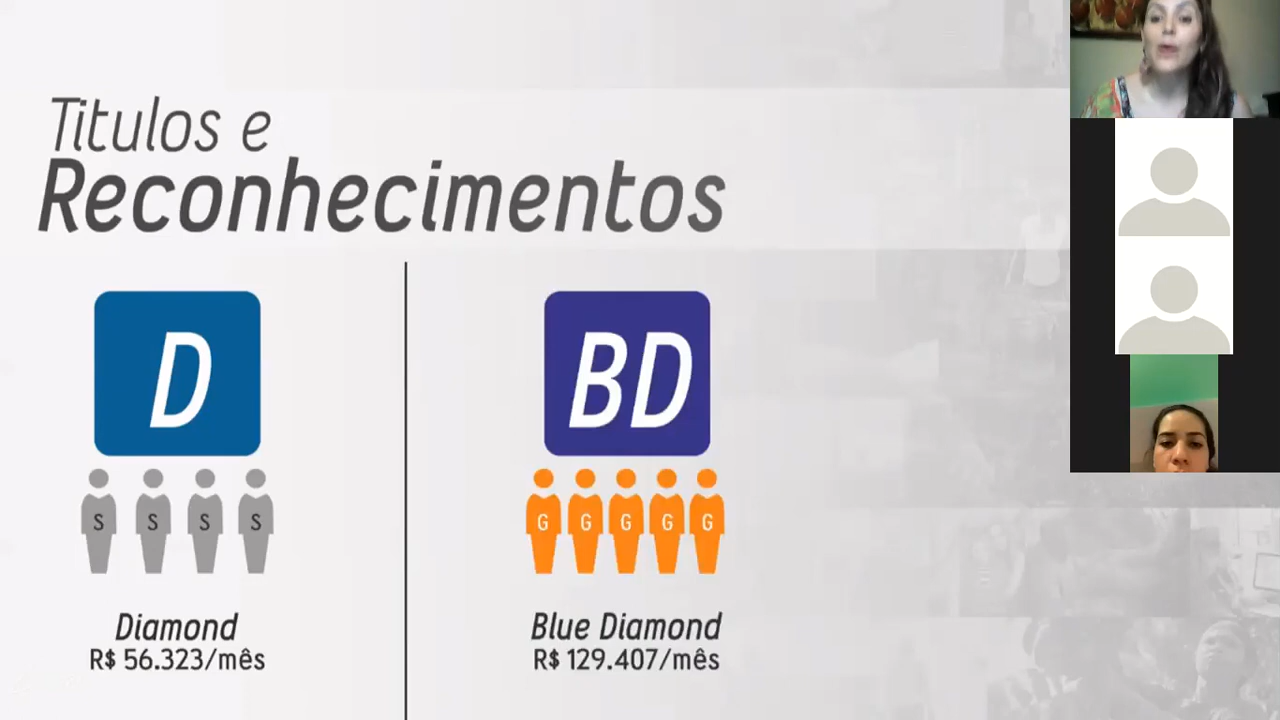 Titulos e
Reconhecimentos
D
BD
S S S S
G G G G G
Diamond
R$ 56.323/mês
Blue Diamond
R$ 129.407/mês